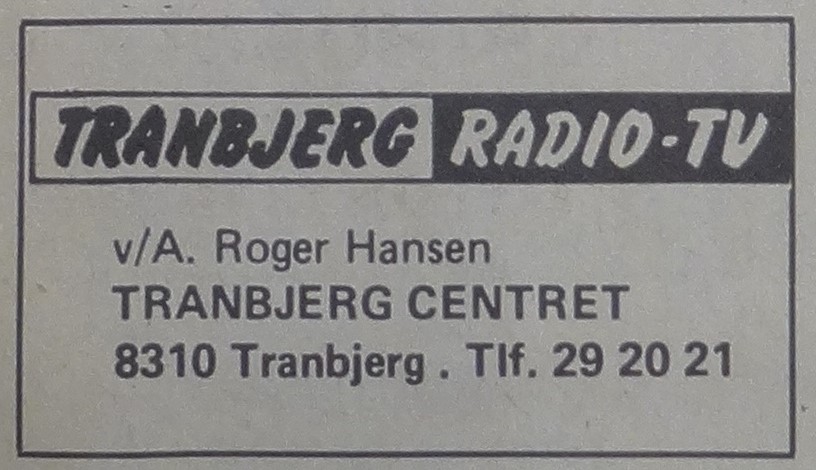 TRANBJERG RADIO-TV
v/A. Roger Hansen
TRANBJERG CENTRET
8310 Tranbjerg . Tlf. 29 20 21